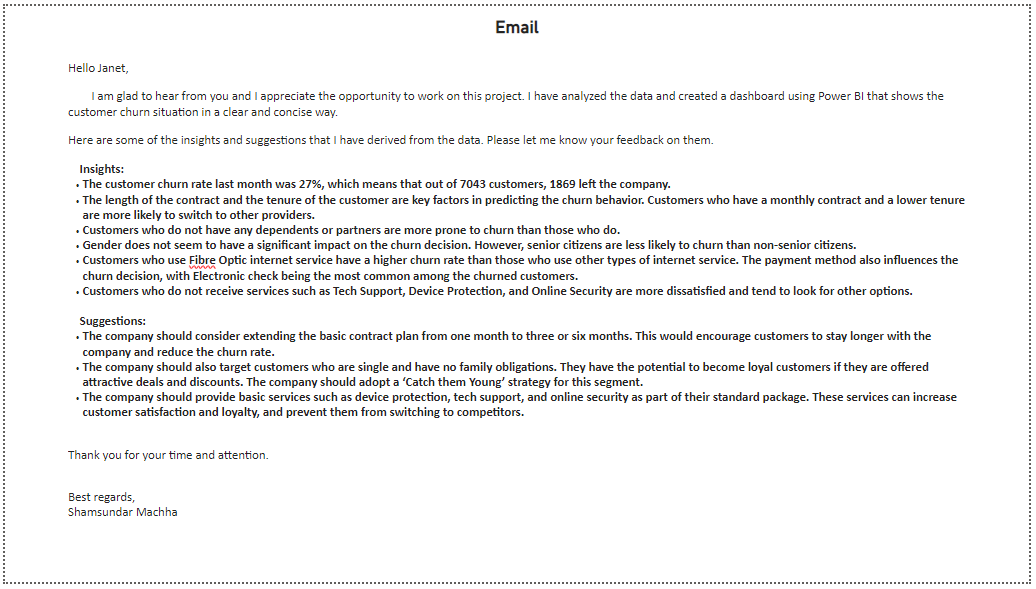 Email
Hello Janet,
I am glad to hear from you and I appreciate the opportunity to work on this project. I have analyzed the data and created a dashboard using Power BI that shows the
customer churn situation in a clear and concise way.
Here are some of the insights and suggestions that I have derived from the data. Please let me know your feedback on them.
Insights:
• The customer churn rate last month was 27%, which means that out of 7043 customers, 1869 left the company.
• The length of the contract and the tenure of the customer are key factors in predicting the churn behavior. Customers who have a monthly contract and a lower tenure
are more likely to switch to other providers.
• Customers who do not have any dependents or partners are more prone to churn than those who do.
• Gender does not seem to have a significant impact on the churn decision. However, senior citizens are less likely to churn than non-senior citizens.
• Customers who use Fibre Optic internet service have a higher churn rate than those who use other types of internet service. The payment method also influences the
churn decision, with Electronic check being the most common among the churned customers.
• Customers who do not receive services such as Tech Support, Device Protection, and Online Security are more dissatisfied and tend to look for other options.
Suggestions:
• The company should consider extending the basic contract plan from one month to three or six months. This would encourage customers to stay longer with the
company and reduce the churn rate.
• The company should also target customers who are single and have no family obligations. They have the potential to become loyal customers if they are offered
attractive deals and discounts. The company should adopt a ‘Catch them Young’ strategy for this segment.
• The company should provide basic services such as device protection, tech support, and online security as part of their standard package. These services can increase
customer satisfaction and loyalty, and prevent them from switching to competitors.
Thank you for your time and attention.
Best regards,
Shamsundar Machha